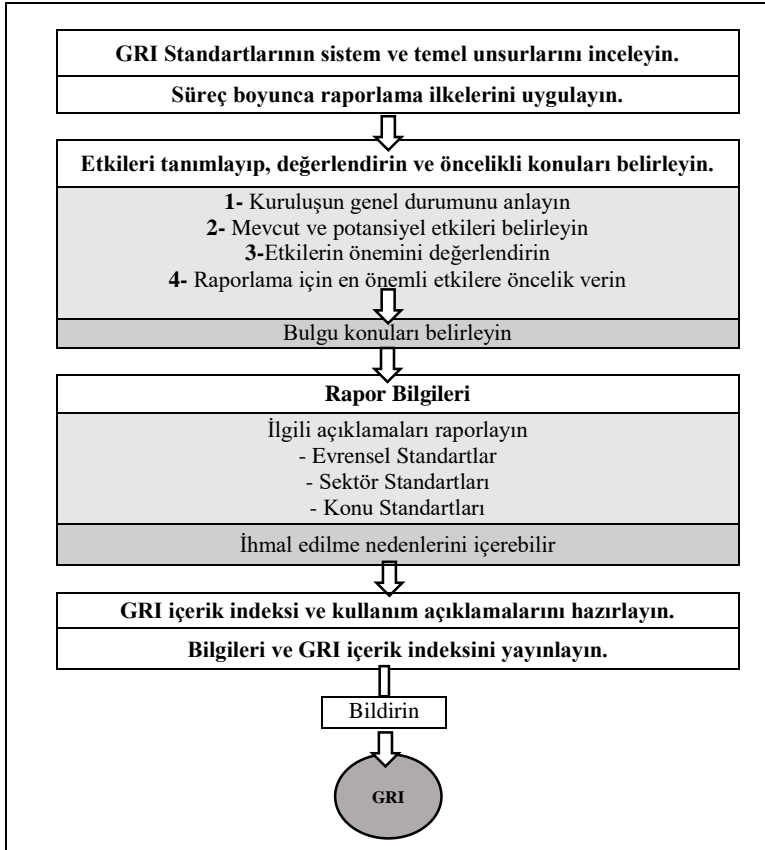 GRI Standartlarının sistem ve temel unsurlarını inceleyin.
Süreç boyunca raporlama ilkelerini uygulayın.
Etkileri tanımlayıp, değerlendirin ve öncelikli konuları belirleyin.
1- Kuruluşun genel durumunu anlayın
2- Mevcut ve potansiyel etkileri belirleyin
3-Etkilerin önemini değerlendirin
4- Raporlama için en önemli etkilere öncelik verin
Bulgu konuları belirleyin
Rapor Bilgileri
İlgili açıklamaları raporlayın
- Evrensel Standartlar
- Sektör Standartları
- Konu Standartları
İhmal edilme nedenlerini içerebilir
GRI içerik indeksi ve kullanım açıklamalarını hazırlayın.
Bilgileri ve GRI içerik indeksini yayınlayın.
Bildirin
GRI